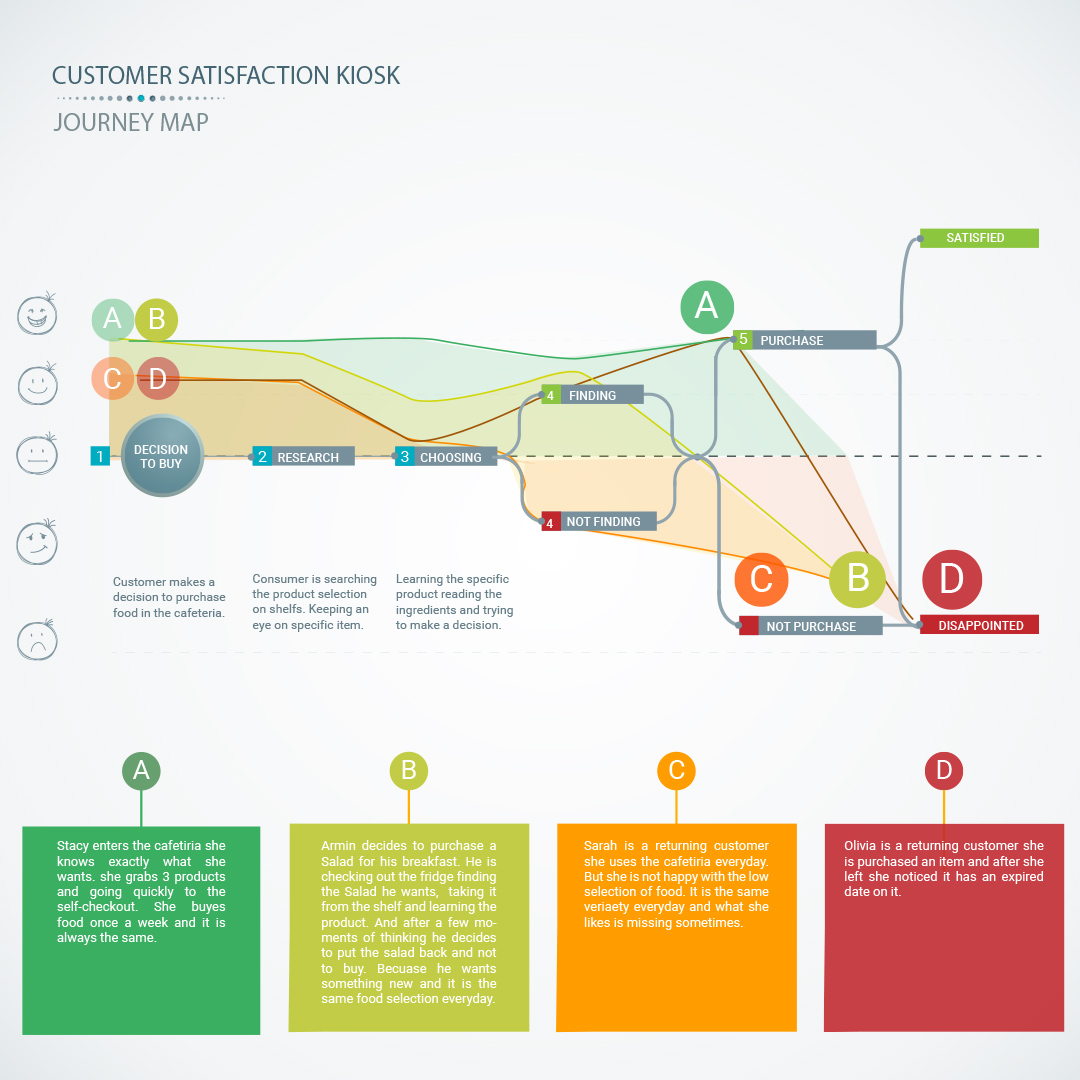 CUSTOMER SATISFACTION KIOSK
JOURNEY MAP
SATISFIED
A
B
A
5 PURCHASE
C
D
4 FINDING
1
DECISION
TO BUY
2 RESEARCH
3 CHOOSING
4 NOT FINDING
Customer makes a
decision to purchase
food in the cafeteria.
Consumer is searching
the product selection
on shelfs. Keeping an
eye on specific item.
Learning the specific
product reading the
ingredients and trying
to make a decision.
C
B
D
NOT PURCHASE
DISAPPOINTED
A
Stacy enters the cafetiria she
knows exactly what she
wants. she grabs 3 products
and going quickly to the
self-checkout. She buyes
food once a week and it is
always the same.
B
Armin decides to purchase a
Salad for his breakfast. He is
checking out the fridge finding
the Salad he wants, taking it
from the shelf and learning the
product. And after a few mo-
ments of thinking he decides
to put the salad back and not
to buy. Becuase he wants
something new and it is the
same food selection everyday.
C
Sarah is a returning customer
she uses the cafetiria everyday.
But she is not happy with the low
selection of food. It is the same
veriaety everyday and what she
likes is missing sometimes.
D
Olivia is a returning customer she
is purchased an item and after she
left she noticed it has an expired
date on it.